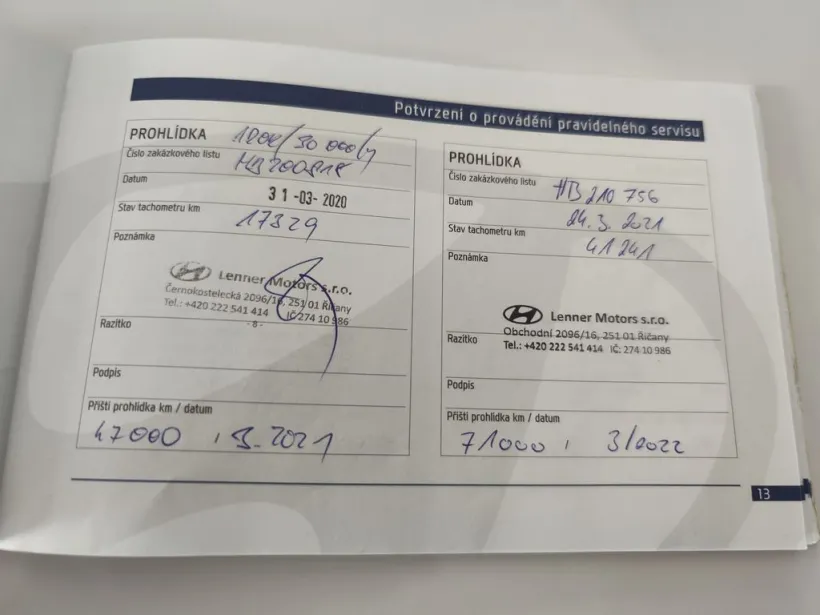 Potvrzení o provádění pravidelného servisu
PROHLÍDKA
Číslo zakázkového listu
Datum 31-03-2020
Stav tachometru km 17329
Poznámka
Lenner Motors s.r.o.
Černokostelecká 2096/16, 251 01 Říčany
Tel.: +420 222 541 414 IČ:274 10 986
- 8 -
Razítko
Podpis
Příští prohlídka km / datum
47000 , 3. 2021
PROHLÍDKA
Číslo zakázkového listu HB 210 756
Datum 24. 3. 2021
Stav tachometru km 41 241
Poznámka
Lenner Motors s.r.o.
Obchodní 2096/16, 251 01 Říčany
Razítko
Tel.: +420 222 541 414 IČ: 274 10 986
Podpis
Příští prohlídka km / datum
71000 , 3/2022
13